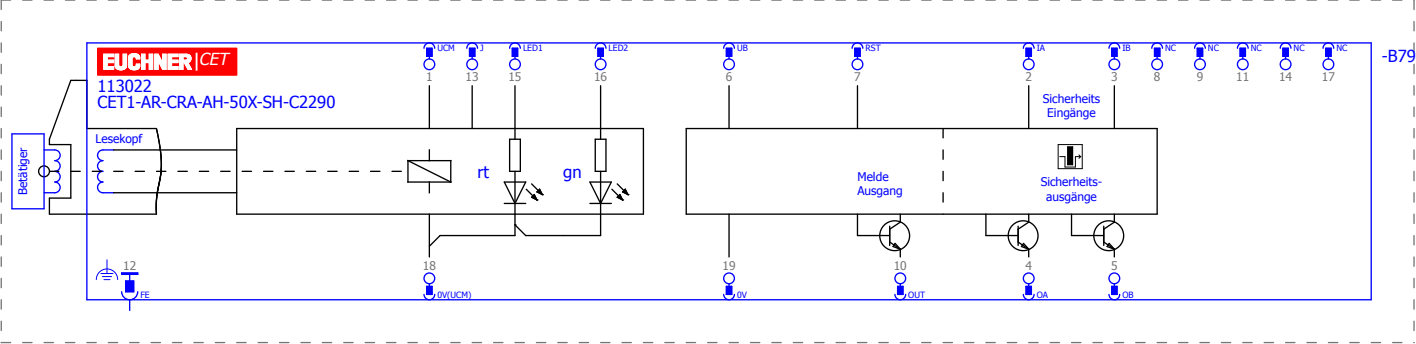 UCM J LED1 LED2 UB RST IA IB NC NC NC NC NC
-B79
EUCHNER CET
1 13 15 16 6 7 2 3 8 9 11 14 17
113022
CET1-AR-CRA-AH-50X-SH-C2290
Sicherheits
Eingänge
Lesekopf
Betätiger
rt
gn
Melde
Ausgang
Sicherheits-
ausgänge
12 18 19 10 4 5
FE 0V(UCM) 0V OUT OA OB